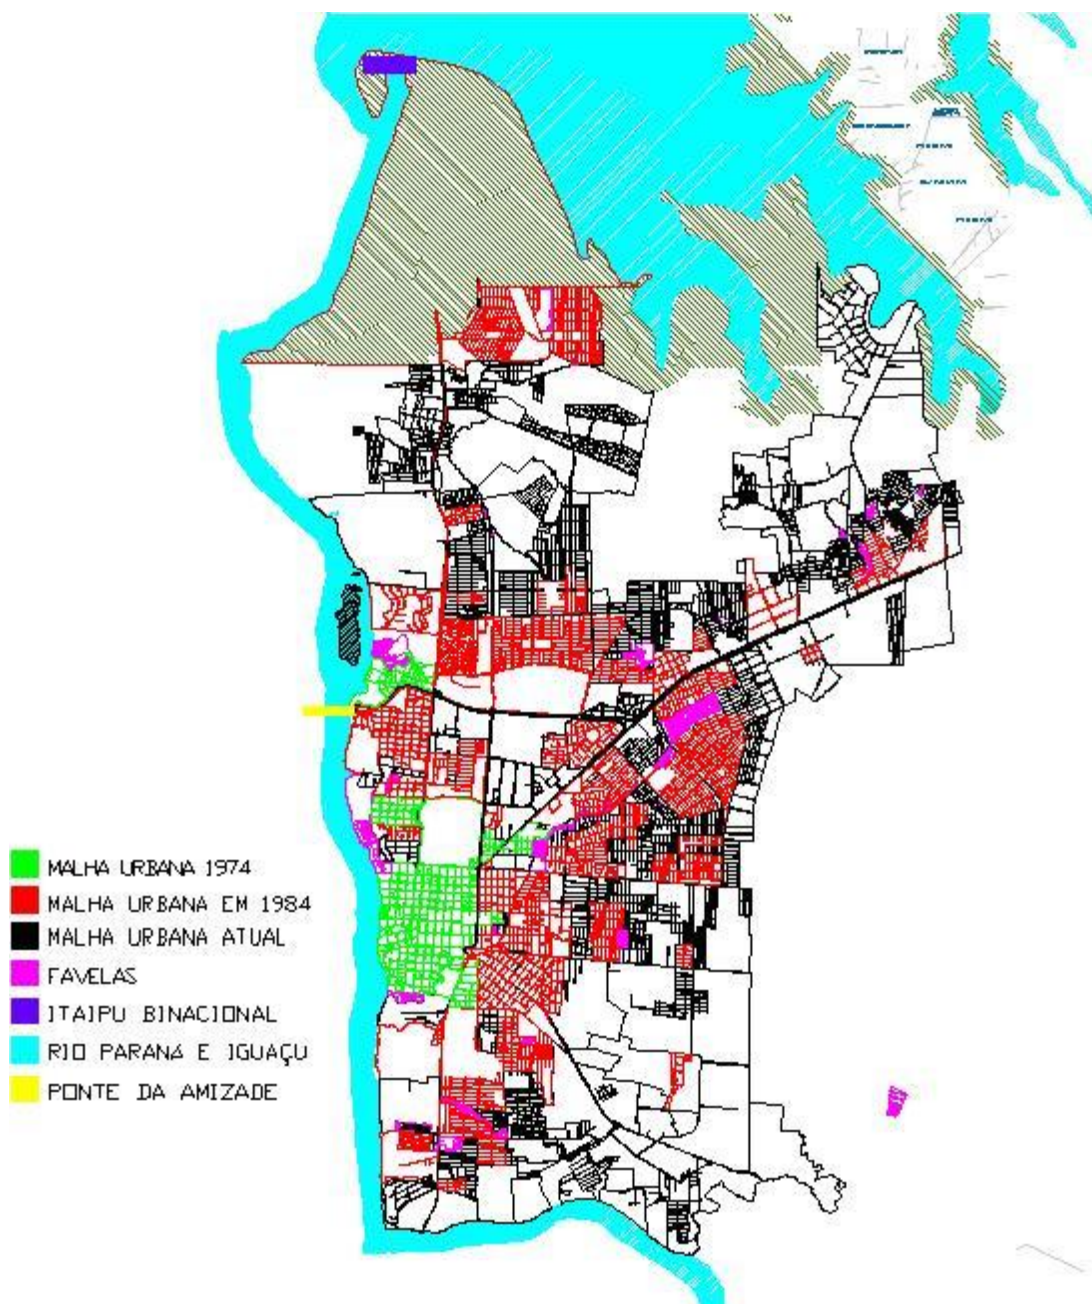 MALHA URBANA 1974
MALHA URBANA EM 1984
MALHA URBANA ATUAL
FAVELAS
ITAIPU BINACIONAL
RIO PARANÁ E IGUAÇU
PONTE DA AMIZADE